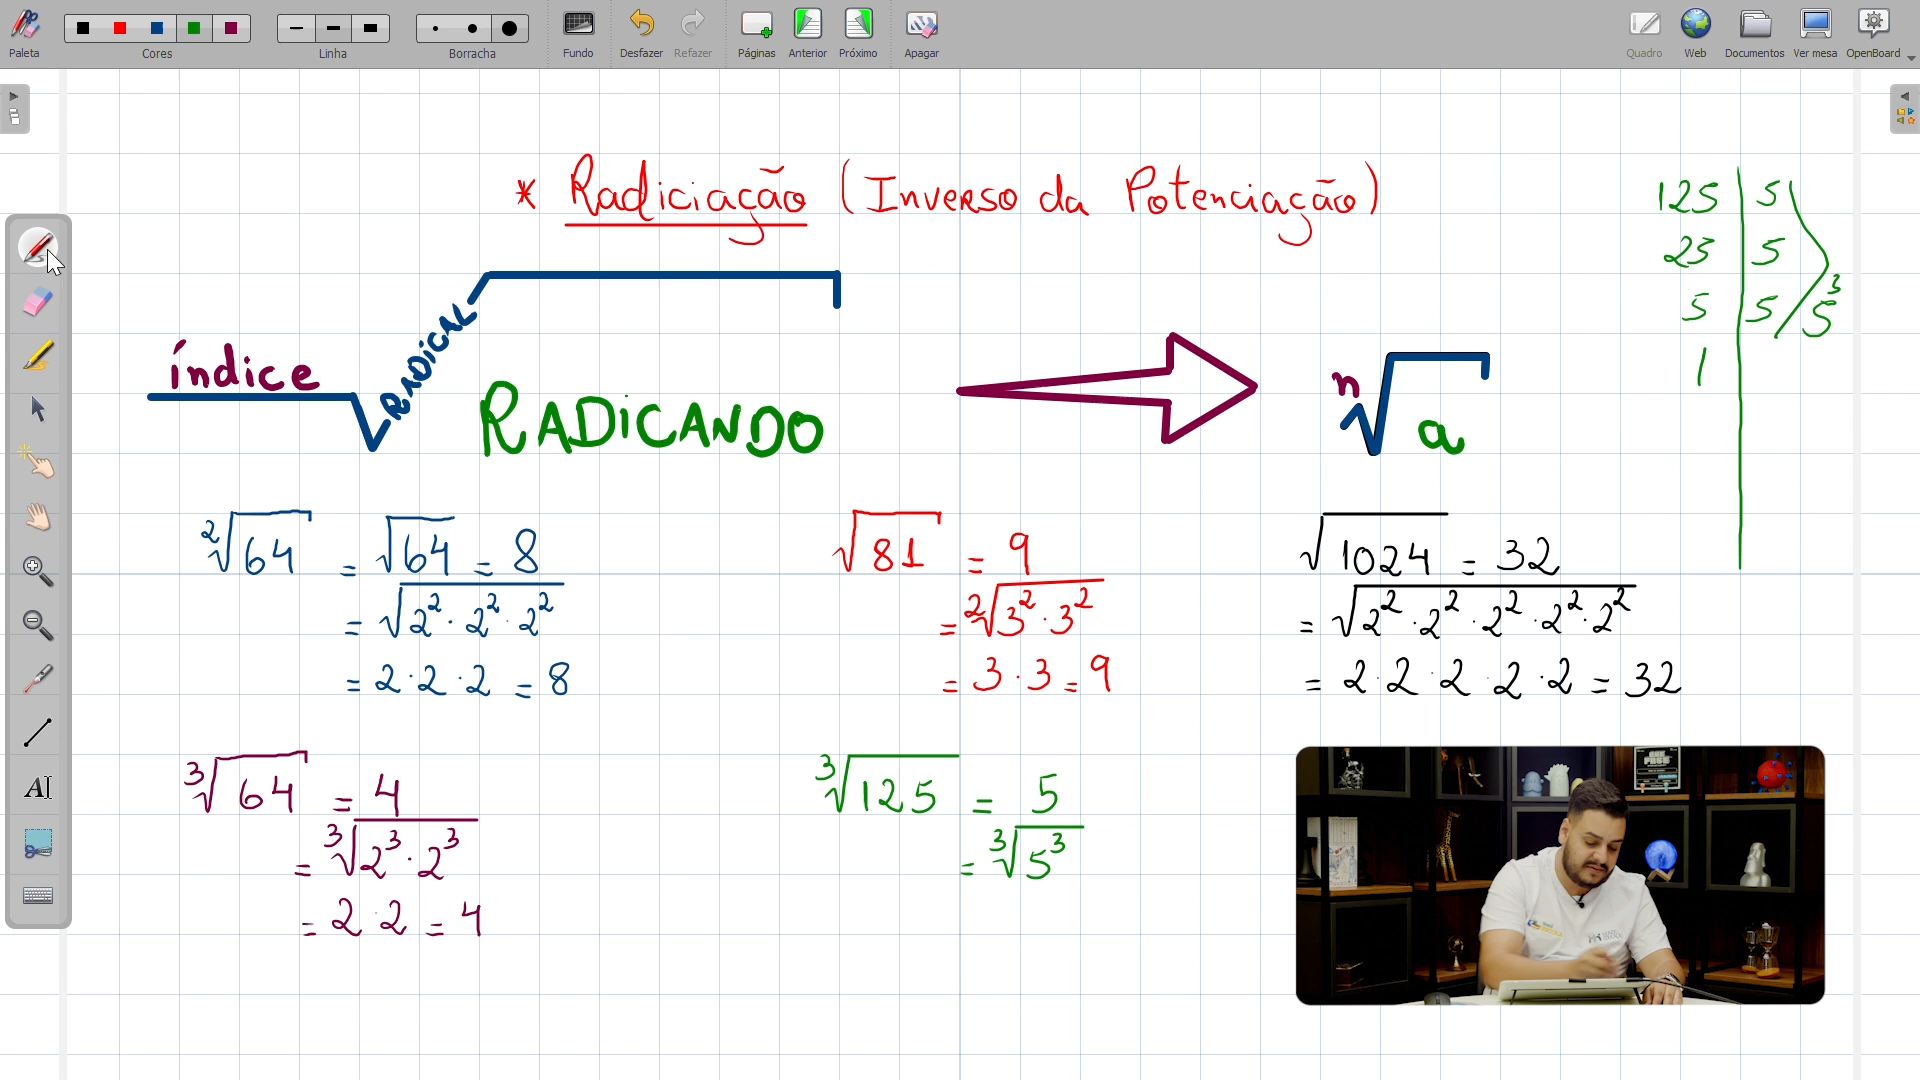 Paleta
Cores
Linha
Borracha
Fundo
Desfazer
Refazer
Páginas
Anterior
Próximo
Apagar
Quadro
Web
Documentos
Ver mesa
OpenBoard
* Radiciação (Inverso da Potenciação)
índice
RADICAL
RADICANDO
n√a
125 | 5
25 | 5
5 | 5 5³
1
²√64 = √64 = 8
= √2² · 2² · 2²
= 2 · 2 · 2 = 8
√81 = 9
= ²√3² · 3²
= 3 · 3 = 9
√1024 = 32
= √2² · 2² · 2² · 2² · 2²
= 2 · 2 · 2 · 2 · 2 = 32
³√64 = 4
= ³√2³ · 2³
= 2 · 2 = 4
³√125 = 5
= ³√5³
AI